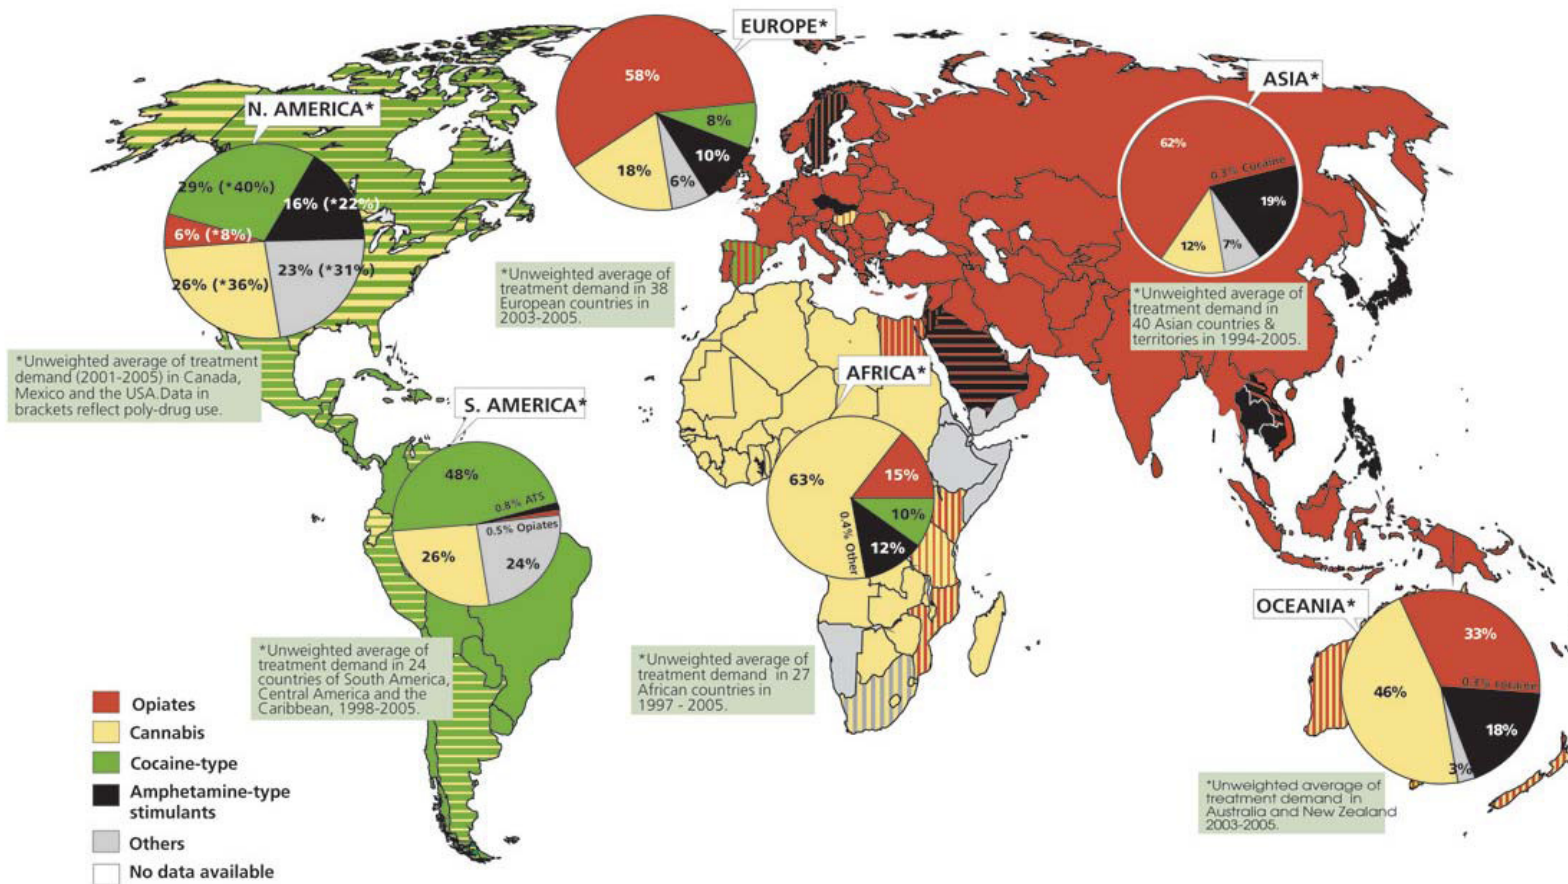 EUROPE*
58%
8%
18%
10%
6%
ASIA*
62%
0.3% Cocaine
19%
12%
7%
N. AMERICA*
29% (*40%)
16% (*22%)
6% (*8%)
26% (*36%)
23% (*31%)
*Unweighted average of
treatment demand in 38
European countries in
2003-2005.
*Unweighted average of
treatment demand in
40 Asian countries &
territories in 1994-2005.
*Unweighted average of treatment
demand (2001-2005) in Canada,
Mexico and the USA.Data in
brackets reflect poly-drug use.
S. AMERICA*
48%
0.8% ATS
0.5% Opiates
26%
24%
AFRICA*
63%
15%
10%
12%
0.4% Other
*Unweighted average of
treatment demand in 24
countries of South America,
Central America and the
Caribbean, 1998-2005.
*Unweighted average of
treatment demand in 27
African countries in
1997 - 2005.
OCEANIA*
33%
0.3% cocaine
46%
18%
3%
*Unweighted average of
treatment demand in
Australia and New Zealand
2003-2005.
Opiates
Cannabis
Cocaine-type
Amphetamine-type
stimulants
Others
No data available